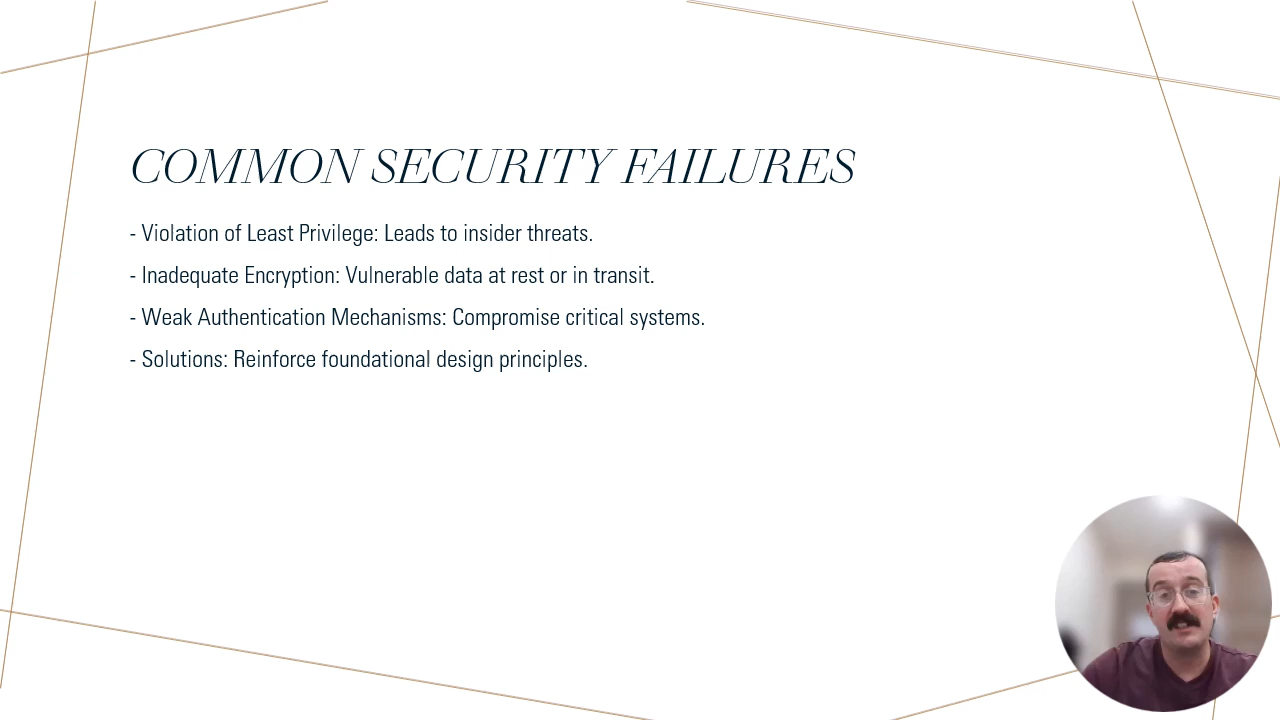 COMMON SECURITY FAILURES
- Violation of Least Privilege: Leads to insider threats.
- Inadequate Encryption: Vulnerable data at rest or in transit.
- Weak Authentication Mechanisms: Compromise critical systems.
- Solutions: Reinforce foundational design principles.